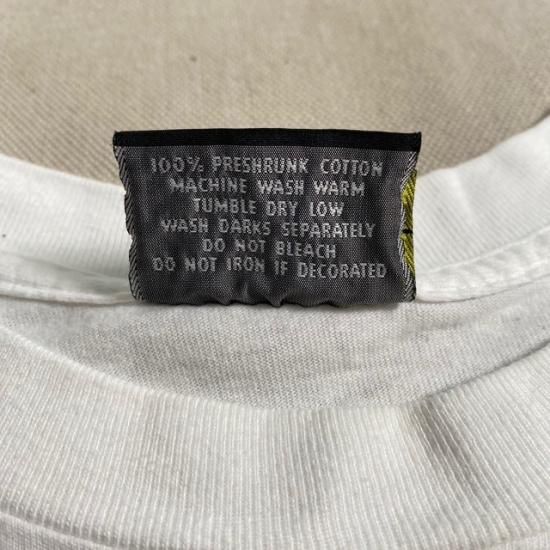 100% PRESHRUNK COTTON
MACHINE WASH WARM
TUMBLE DRY LOW
WASH DARKS SEPARATELY
DO NOT BLEACH
DO NOT IRON IF DECORATED